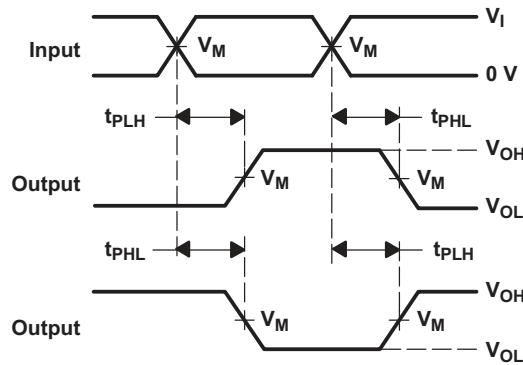 V_I
Input V_M V_M
0 V
t_PLH t_PHL
V_OH
Output V_M V_M
V_OL
t_PHL t_PLH
V_OH
Output V_M V_M
V_OL